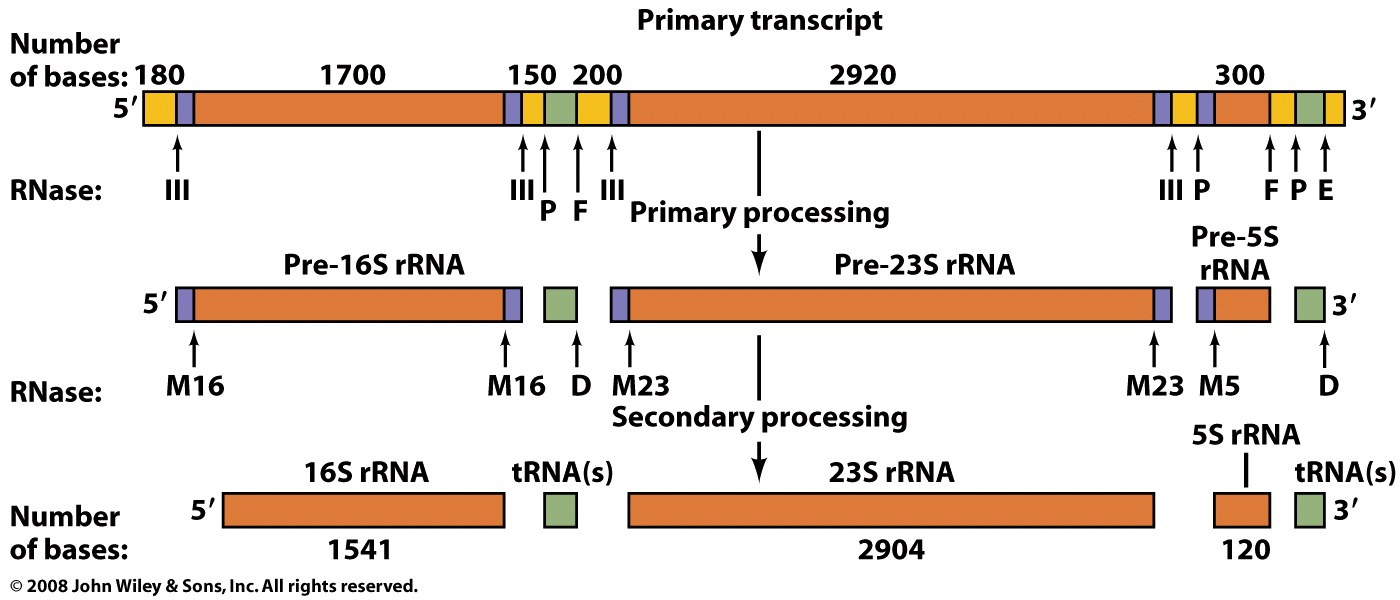 Primary transcript
Number
of bases: 180 1700 150 200 2920 300
5′ 3′
RNase: III III III III P F P E
P F Primary processing
Pre-5S
Pre-16S rRNA Pre-23S rRNA rRNA
5′ 3′
RNase: M16 M16 D M23 M23 M5 D
Secondary processing
5S rRNA
16S rRNA tRNA(s) 23S rRNA tRNA(s)
5′ 3′
Number
of bases: 1541 2904 120
© 2008 John Wiley & Sons, Inc. All rights reserved.